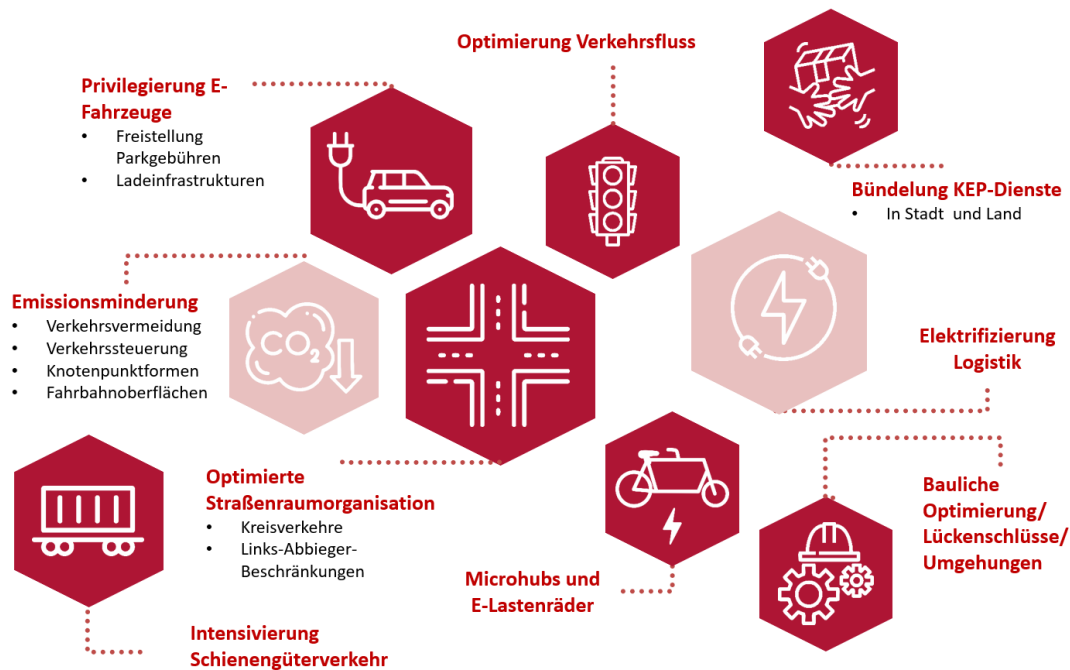 Optimierung Verkehrsfluss
Privilegierung E-
Fahrzeuge
• Freistellung
Parkgebühren
• Ladeinfrastrukturen
Bündelung KEP-Dienste
• In Stadt und Land
Emissionsminderung
• Verkehrsvermeidung
• Verkehrssteuerung
• Knotenpunktformen
• Fahrbahnoberflächen
CO2
Elektrifizierung
Logistik
Optimierte
Straßenraumorganisation
• Kreisverkehre
• Links-Abbieger-
Beschränkungen
Bauliche
Optimierung/
Lückenschlüsse/
Umgehungen
Microhubs und
E-Lastenräder
Intensivierung
Schienengüterverkehr